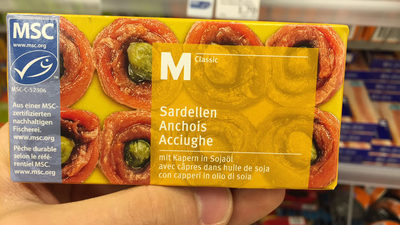 MSC
www.msc.org
MSC-C-52306
Aus einer MSC
zertifizierten
nachhaltigen
Fischerei.
www.msc.org
Pêche durable
selon le réfé-
rentiel MSC.
www.msc.org
M Classic
Sardellen
Anchois
Acciughe
mit Kapern in Sojaöl
avec câpres dans huile de soja
con capperi in olio di soia